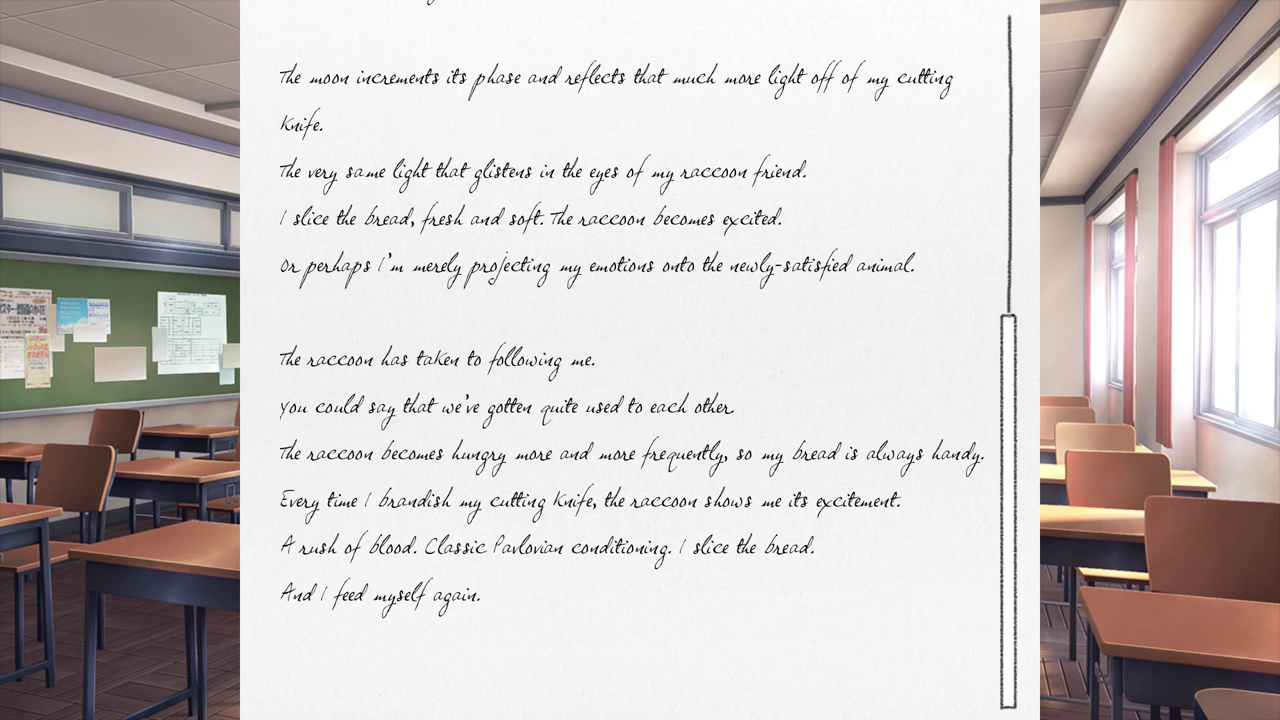 The moon increments its phase and reflects that much more light off of my cutting
knife.
The very same light that glistens in the eyes of my raccoon friend.
I slice the bread, fresh and soft. The raccoon becomes excited.
Or perhaps I'm merely projecting my emotions onto the newly-satisfied animal.
The raccoon has taken to following me.
You could say that we've gotten quite used to each other.
The raccoon becomes hungry more and more frequently, so my bread is always handy.
Every time I brandish my cutting knife, the raccoon shows me its excitement.
A rush of blood. Classic Pavlovian conditioning. I slice the bread.
And I feed myself again.